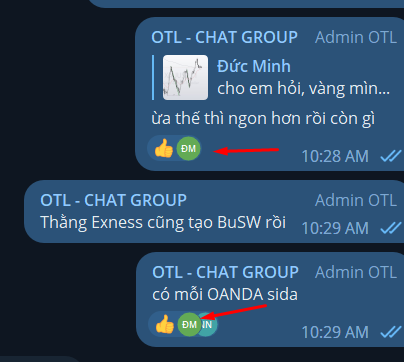 OTL - CHAT GROUP Admin OTL
Đức Minh
cho em hỏi, vàng mìn...
ừa thế thì ngon hơn rồi còn gì
👍 ĐM 10:28 AM
OTL - CHAT GROUP Admin OTL
Thằng Exness cũng tạo BuSW rồi 10:29 AM
OTL - CHAT GROUP Admin OTL
có mỗi OANDA sida
👍 ĐM 10:29 AM